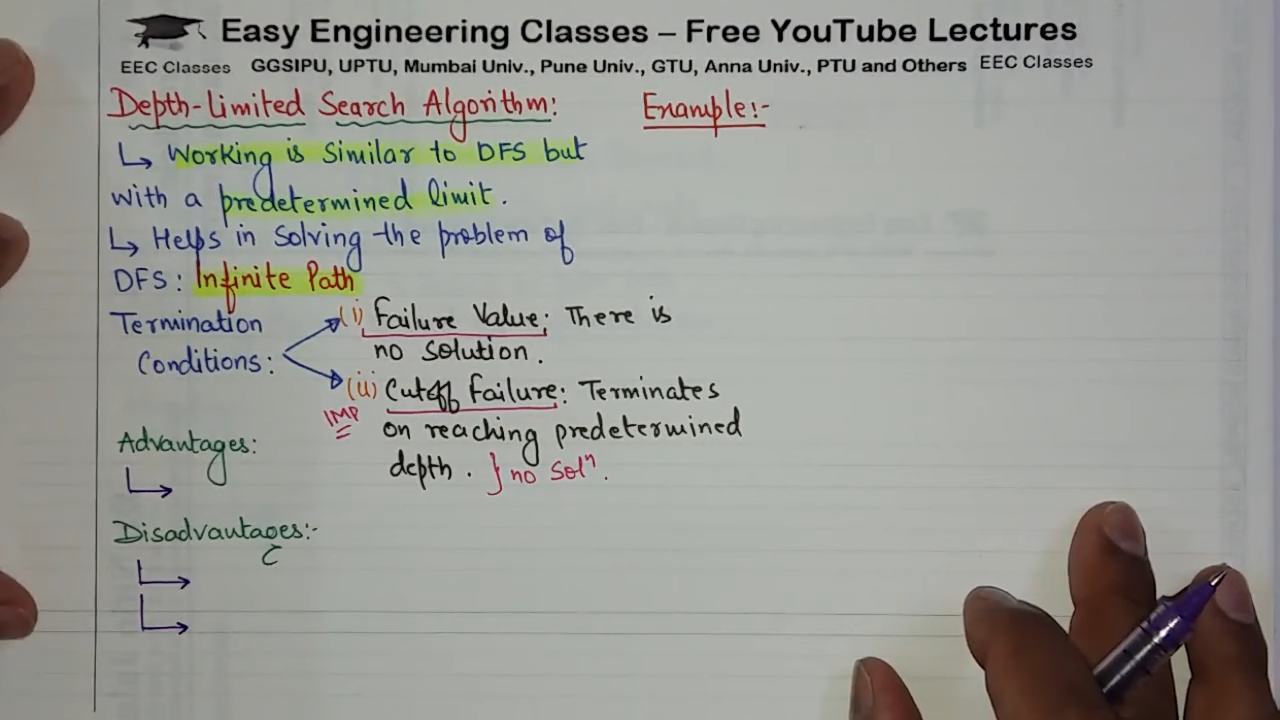 Easy Engineering Classes – Free YouTube Lectures
EEC Classes GGSIPU, UPTU, Mumbai Univ., Pune Univ., GTU, Anna Univ., PTU and Others EEC Classes
Depth-Limited Search Algorithm:
↳ Working is similar to DFS but
with a predetermined limit.
↳ Helps in solving the problem of
DFS: Infinite Path
Termination
Conditions:
(i) Failure Value: There is
no solution.
(ii) Cutoff Failure: Terminates
IMP
on reaching predetermined
depth. } no solⁿ.
Advantages:
Disadvantages:-
Example:-